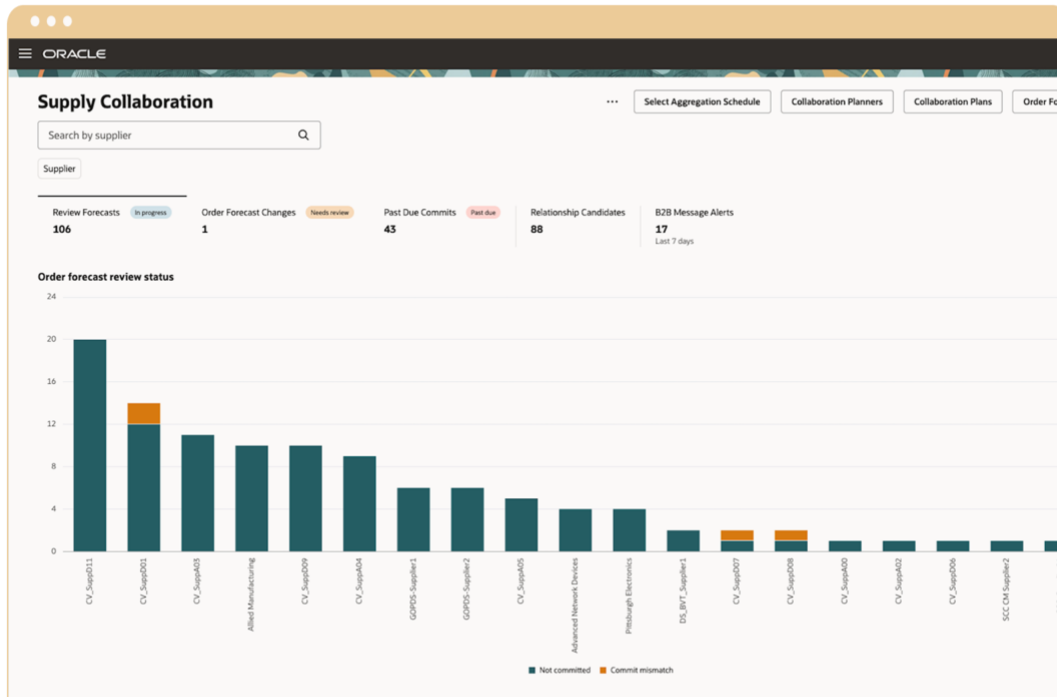 ORACLE
Supply Collaboration
Select Aggregation Schedule
Collaboration Planners
Collaboration Plans
Order Fo
Search by supplier
Supplier
Review Forecasts In progress
106
Order Forecast Changes Needs review
1
Past Due Commits Past due
43
Relationship Candidates
88
B2B Message Alerts
17
Last 7 days
Order forecast review status
24
20
16
12
8
4
0
CV_SuppD11
CV_SuppD01
CV_SuppA03
Allied Manufacturing
CV_SuppD09
CV_SuppA04
GOPDS-Supplier1
GOPDS-Supplier2
CV_SuppA05
Advanced Network Devices
Pittsburgh Electronics
DS_BVT_Supplier1
CV_SuppD07
CV_SuppD08
CV_SuppA00
CV_SuppA02
CV_SuppD06
SCC CM Supplier2
Not committed
Commit mismatch